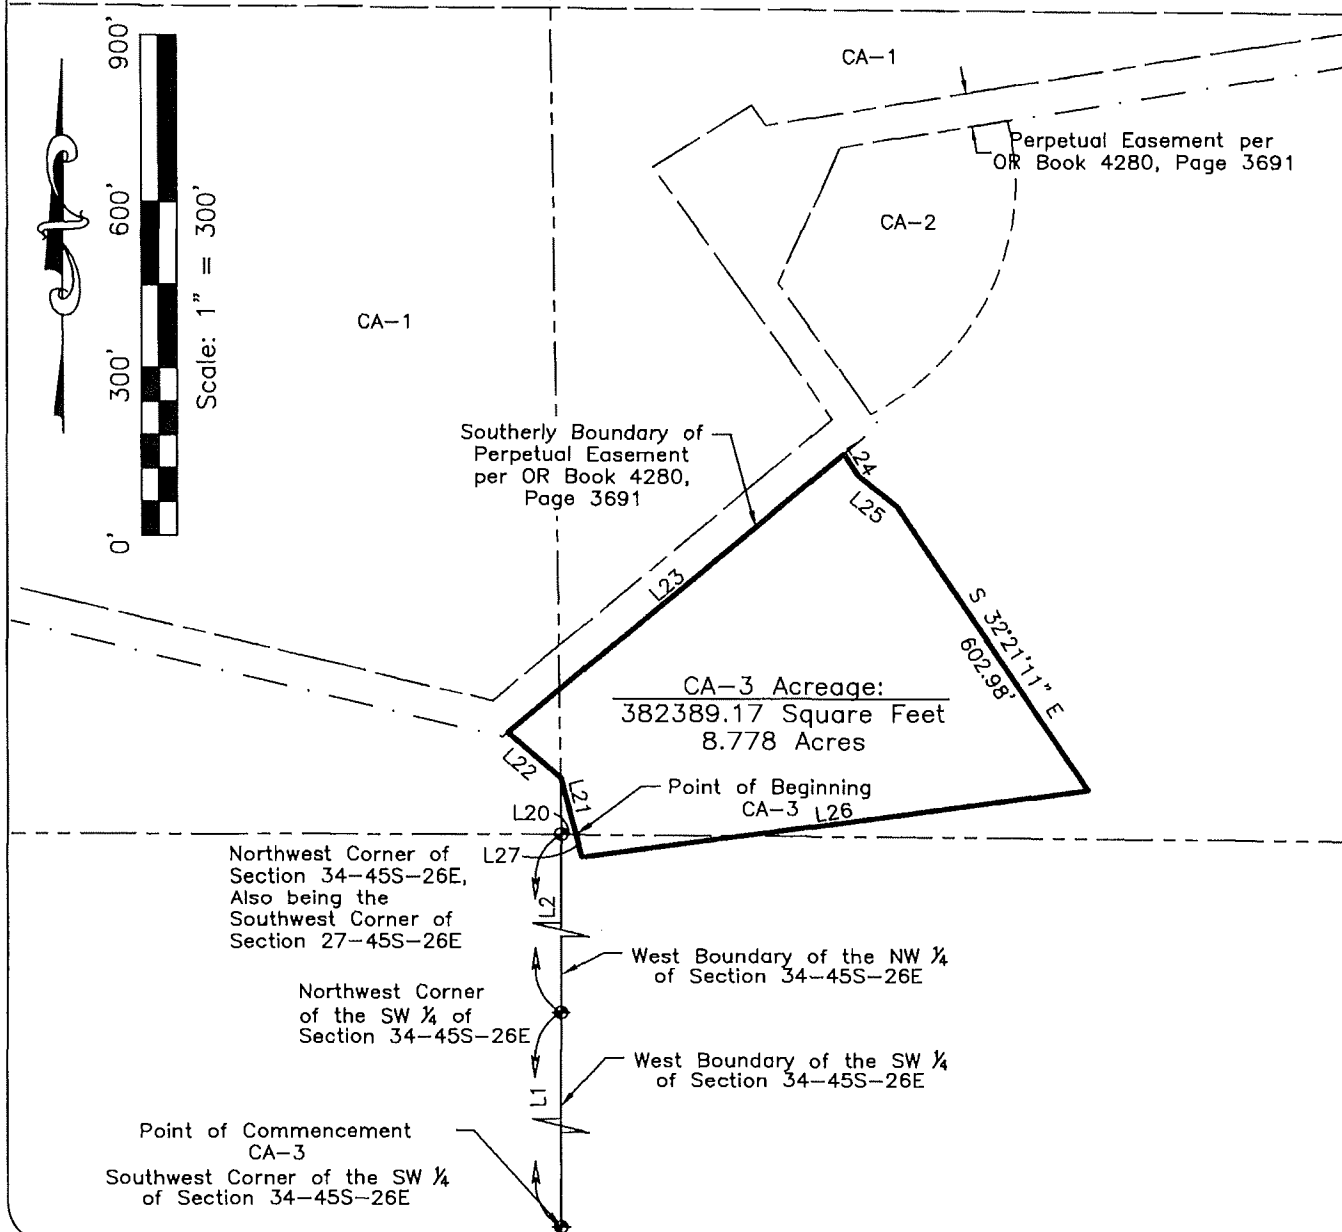 900'
600'
300'
0'
Scale: 1" = 300'
CA-1
Perpetual Easement per
OR Book 4280, Page 3691
CA-2
CA-1
Southerly Boundary of
Perpetual Easement
per OR Book 4280,
Page 3691
L24
L25
L23
S 32°21'11" E
602.98'
CA-3 Acreage:
382389.17 Square Feet
8.778 Acres
L22
L21
Point of Beginning
CA-3
L26
L20
L27
Northwest Corner of
Section 34-45S-26E,
Also being the
Southwest Corner of
Section 27-45S-26E
L2
West Boundary of the NW ¼
of Section 34-45S-26E
Northwest Corner
of the SW ¼ of
Section 34-45S-26E
West Boundary of the SW ¼
of Section 34-45S-26E
L1
Point of Commencement
CA-3
Southwest Corner of the SW ¼
of Section 34-45S-26E